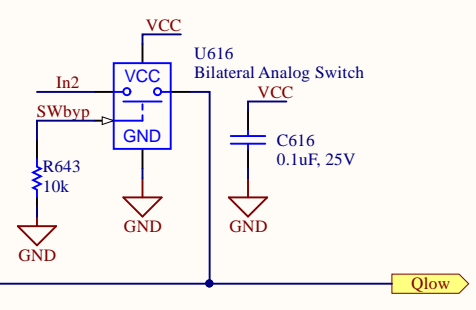 VCC
U616
Bilateral Analog Switch
In2
VCC
VCC
SWbyp
GND
C616
0.1uF, 25V
R643
10k
GND
GND
GND
Qlow